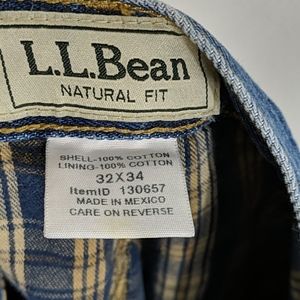 L.L.Bean
NATURAL FIT
SHELL-100% COTTON
LINING-100% COTTON
32X34
ItemID 130657
MADE IN MEXICO
CARE ON REVERSE